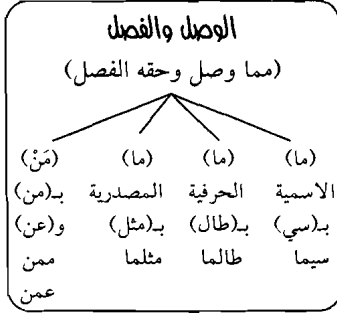 الوصل والفصل
(مما وصل وحقه الفصل)
(ما) (ما) (ما) (مَنْ)
الاسمية الحرفية المصدرية بـ(من)
بـ(سي) بـ(طال) بـ(مثل) و(عن)
سيما طالما مثلما ممن
عمن